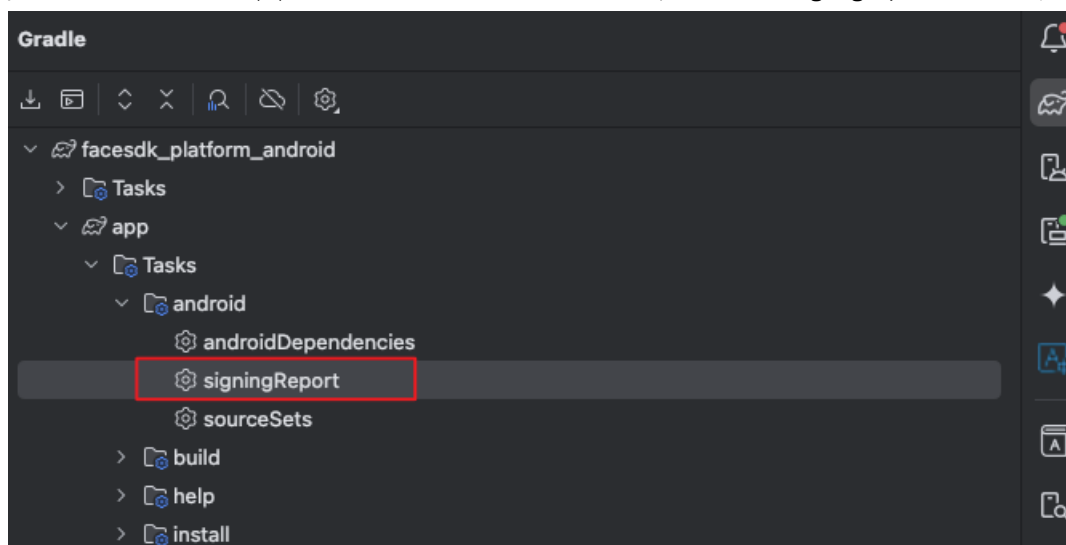 Gradle
facesdk_platform_android
Tasks
app
Tasks
android
androidDependencies
signingReport
sourceSets
build
help
install